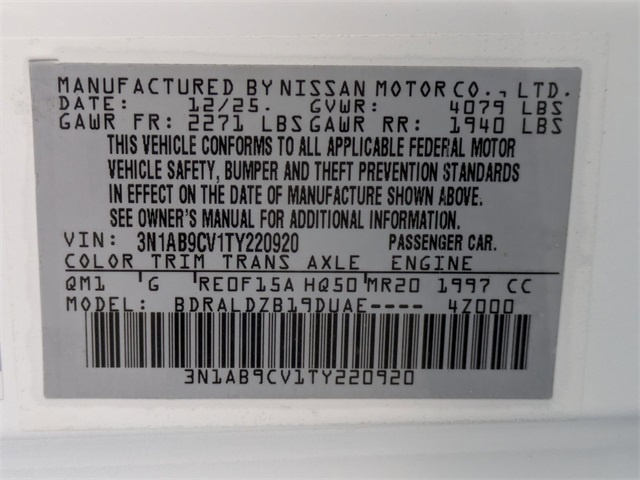 MANUFACTURED BY NISSAN MOTOR CO., LTD.
DATE: 12/25. GVWR: 4079 LBS
GAWR FR: 2271 LBS GAWR RR: 1940 LBS
THIS VEHICLE CONFORMS TO ALL APPLICABLE FEDERAL MOTOR
VEHICLE SAFETY, BUMPER AND THEFT PREVENTION STANDARDS
IN EFFECT ON THE DATE OF MANUFACTURE SHOWN ABOVE.
SEE OWNER'S MANUAL FOR ADDITIONAL INFORMATION.
VIN: 3N1AB9CV1TY220920 PASSENGER CAR.
COLOR TRIM TRANS AXLE ENGINE
QM1 G RE0F15A HQ50 MR20 1997 CC
MODEL: BDRALDZB19DUAE---- 4Z000
3N1AB9CV1TY220920